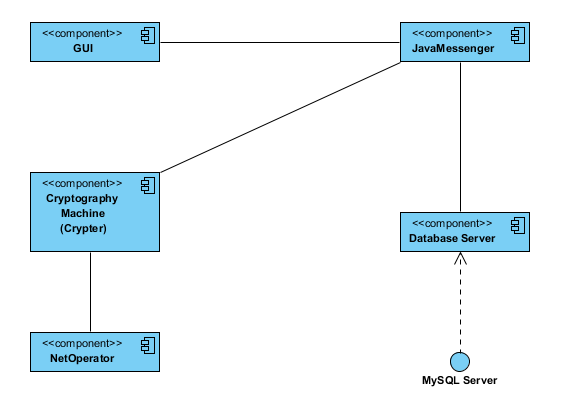 <<component>>
GUI
<<component>>
JavaMessenger
<<component>>
Cryptography
Machine
(Crypter)
<<component>>
Database Server
<<component>>
NetOperator
MySQL Server